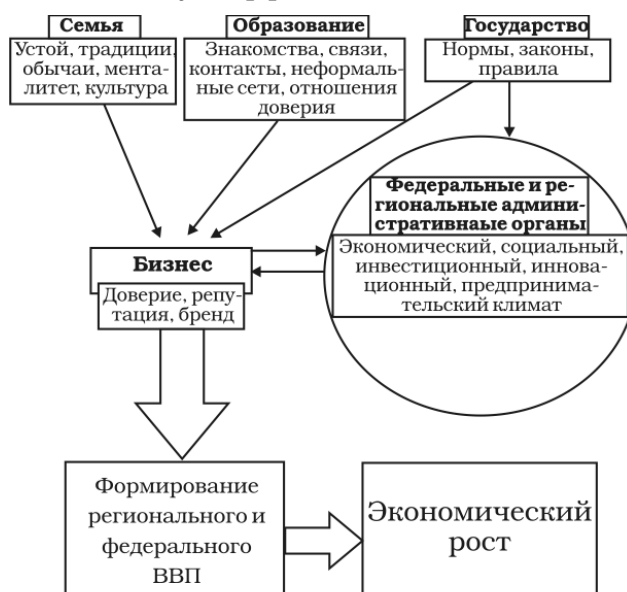 Семья
Устой, традиции,
обычаи, мента-
литет, культура
Образование
Знакомства, связи,
контакты, неформаль-
ные сети, отношения
доверия
Государство
Нормы, законы,
правила
Федеральные и ре-
гиональные админи-
стративнаые органы
Экономический, социальный,
инвестиционный, иннова-
ционный, предпринима-
тельский климат
Бизнес
Доверие, репу-
тация, бренд
Формирование
регионального и
федерального
ВВП
Экономический
рост